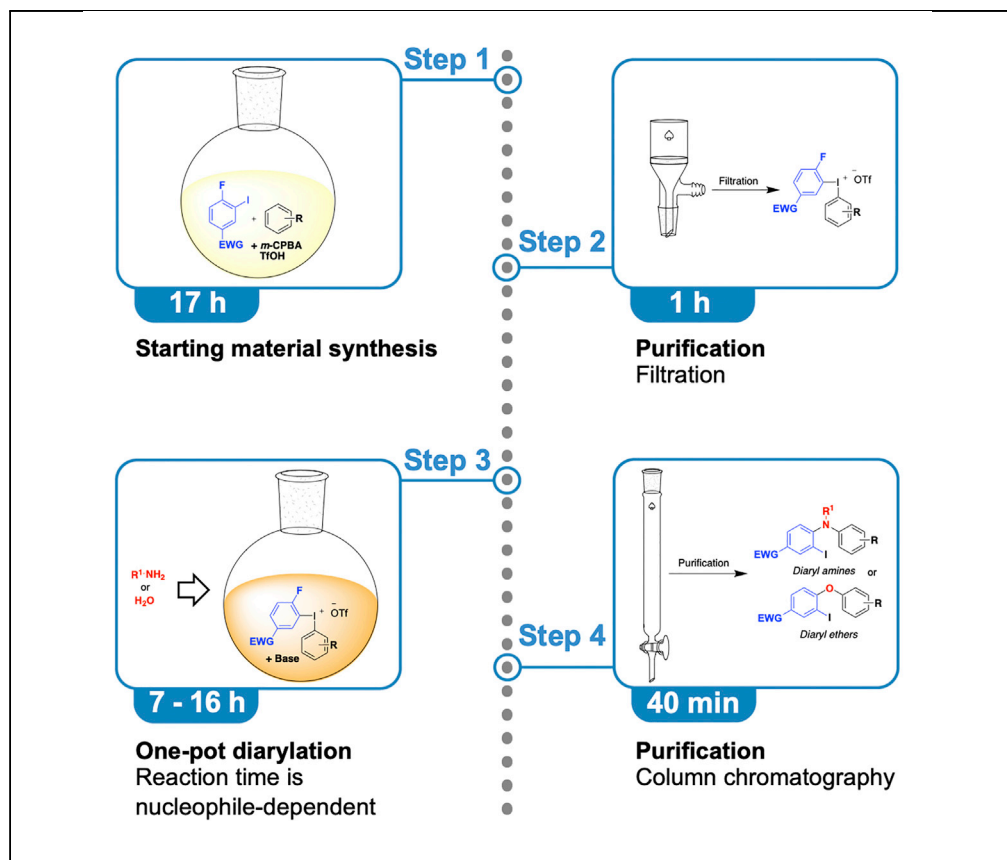 Step 1
F
I
+
R
EWG
+ m-CPBA
TfOH
17 h
Starting material synthesis
Step 2
Filtration
F
I
+
−
OTf
EWG
R
1 h
Purification
Filtration
Step 3
R¹·NH₂
or
H₂O
F
I
+
−
OTf
EWG
R
+ Base
7 - 16 h
One-pot diarylation
Reaction time is
nucleophile-dependent
Step 4
Purification
R¹
N
R
EWG
I
Diaryl amines or
O
R
EWG
I
Diaryl ethers
40 min
Purification
Column chromatography